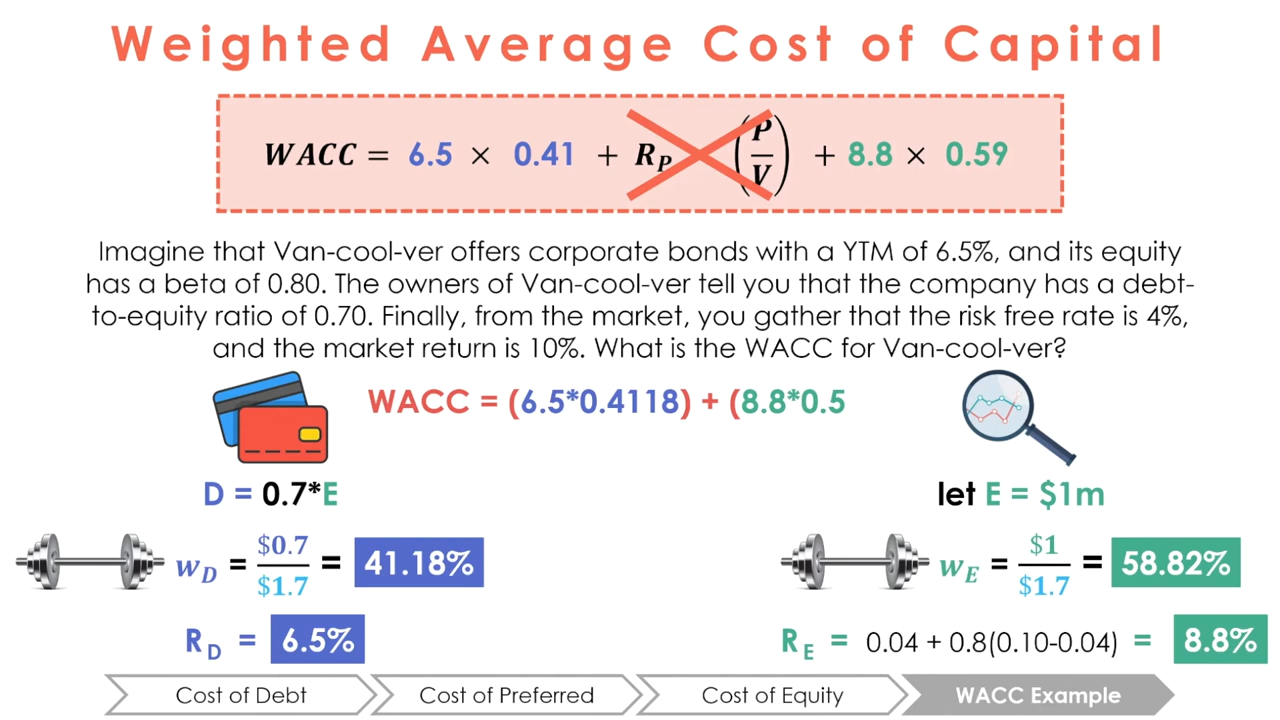 Weighted Average Cost of Capital
WACC = 6.5 × 0.41 + R_P (P/V) + 8.8 × 0.59
Imagine that Van-cool-ver offers corporate bonds with a YTM of 6.5%, and its equity
has a beta of 0.80. The owners of Van-cool-ver tell you that the company has a debt-
to-equity ratio of 0.70. Finally, from the market, you gather that the risk free rate is 4%,
and the market return is 10%. What is the WACC for Van-cool-ver?
WACC = (6.5*0.4118) + (8.8*0.5
D = 0.7*E
let E = $1m
w_D = $0.7/$1.7 = 41.18%
w_E = $1/$1.7 = 58.82%
R_D = 6.5%
R_E = 0.04 + 0.8(0.10-0.04) = 8.8%
Cost of Debt
Cost of Preferred
Cost of Equity
WACC Example